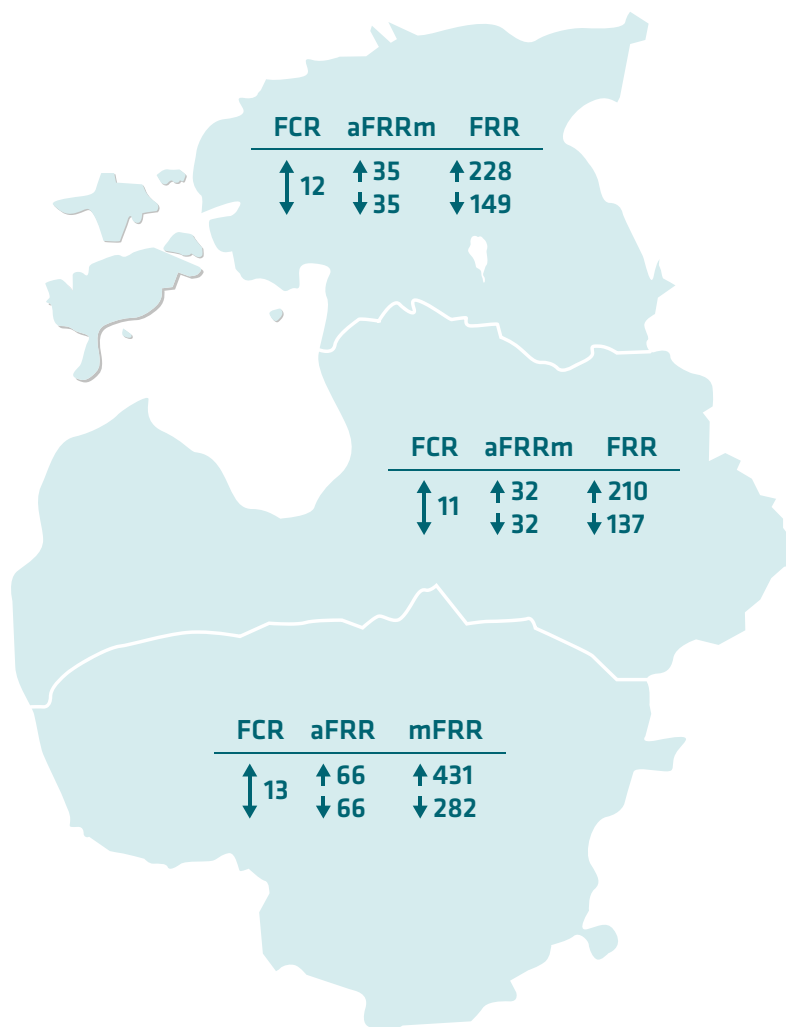 FCR aFRRm FRR
↕ 12 ↑ 35 ↑ 228
↓ 35 ↓ 149
FCR aFRRm FRR
↕ 11 ↑ 32 ↑ 210
↓ 32 ↓ 137
FCR aFRR mFRR
↕ 13 ↑ 66 ↑ 431
↓ 66 ↓ 282